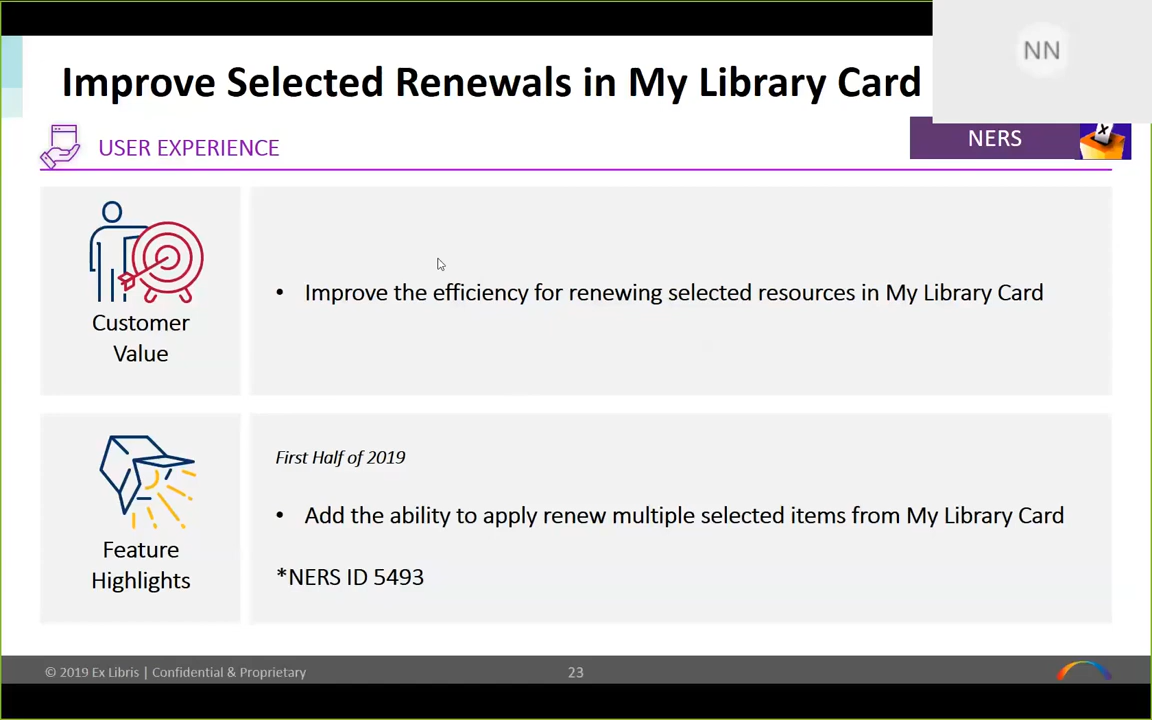 NN
Improve Selected Renewals in My Library Card
USER EXPERIENCE
NERS
X
Customer
Value
• Improve the efficiency for renewing selected resources in My Library Card
Feature
Highlights
First Half of 2019
• Add the ability to apply renew multiple selected items from My Library Card
*NERS ID 5493
© 2019 Ex Libris | Confidential & Proprietary
23